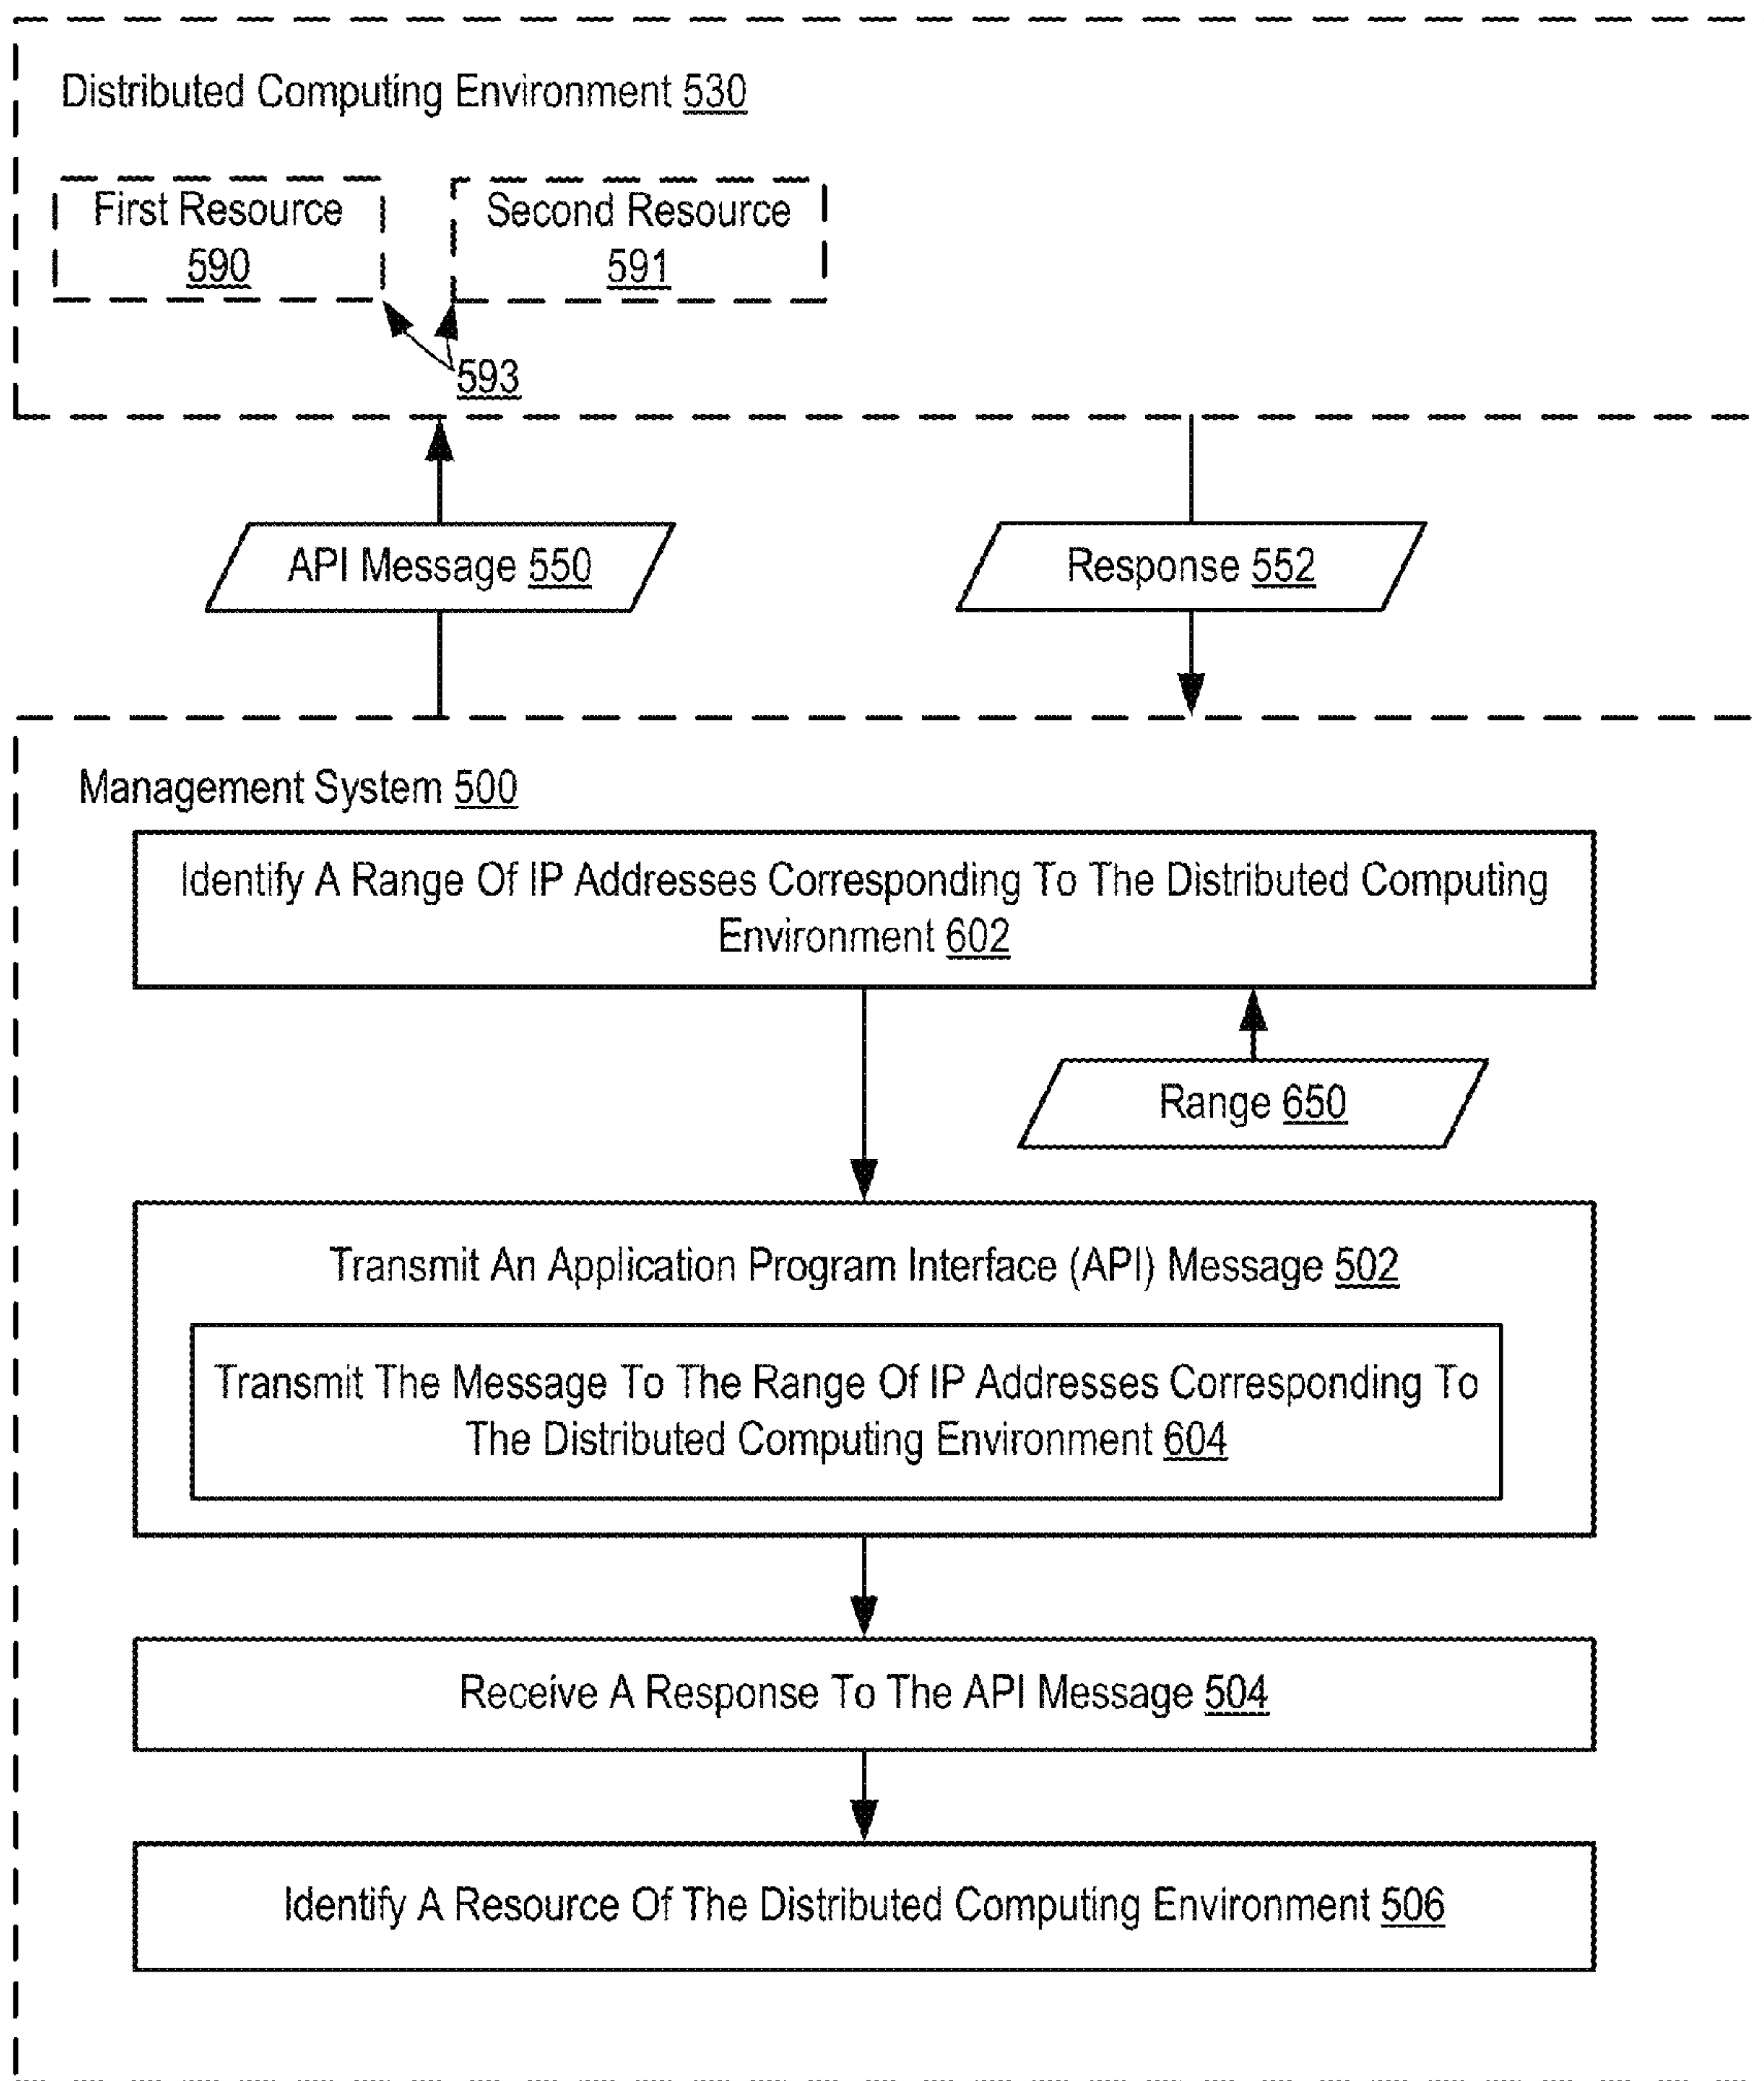 Distributed Computing Environment 530
First Resource
590
Second Resource
591
593
API Message 550
Response 552
Management System 500
Identify A Range Of IP Addresses Corresponding To The Distributed Computing
Environment 602
Range 650
Transmit An Application Program Interface (API) Message 502
Transmit The Message To The Range Of IP Addresses Corresponding To
The Distributed Computing Environment 604
Receive A Response To The API Message 504
Identify A Resource Of The Distributed Computing Environment 506